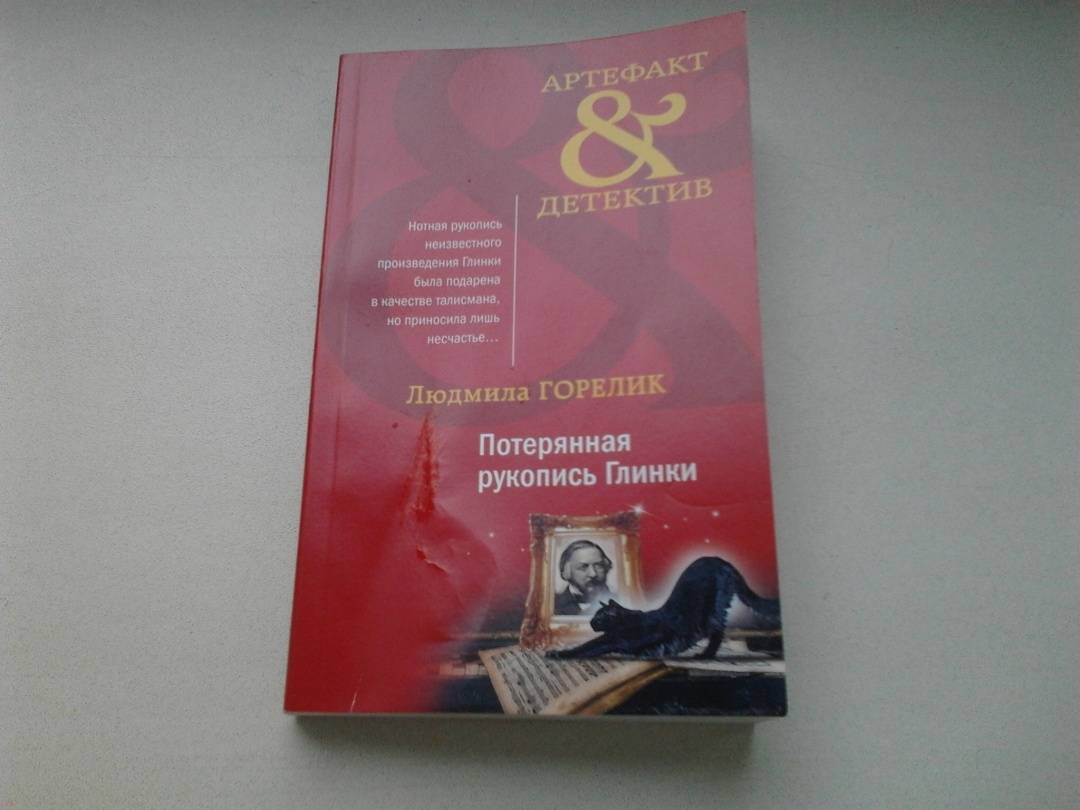 АРТЕФАКТ
&
ДЕТЕКТИВ
Нотная рукопись
неизвестного
произведения Глинки
была подарена
в качестве талисмана,
но приносила лишь
несчастье...
Людмила ГОРЕЛИК
Потерянная
рукопись Глинки